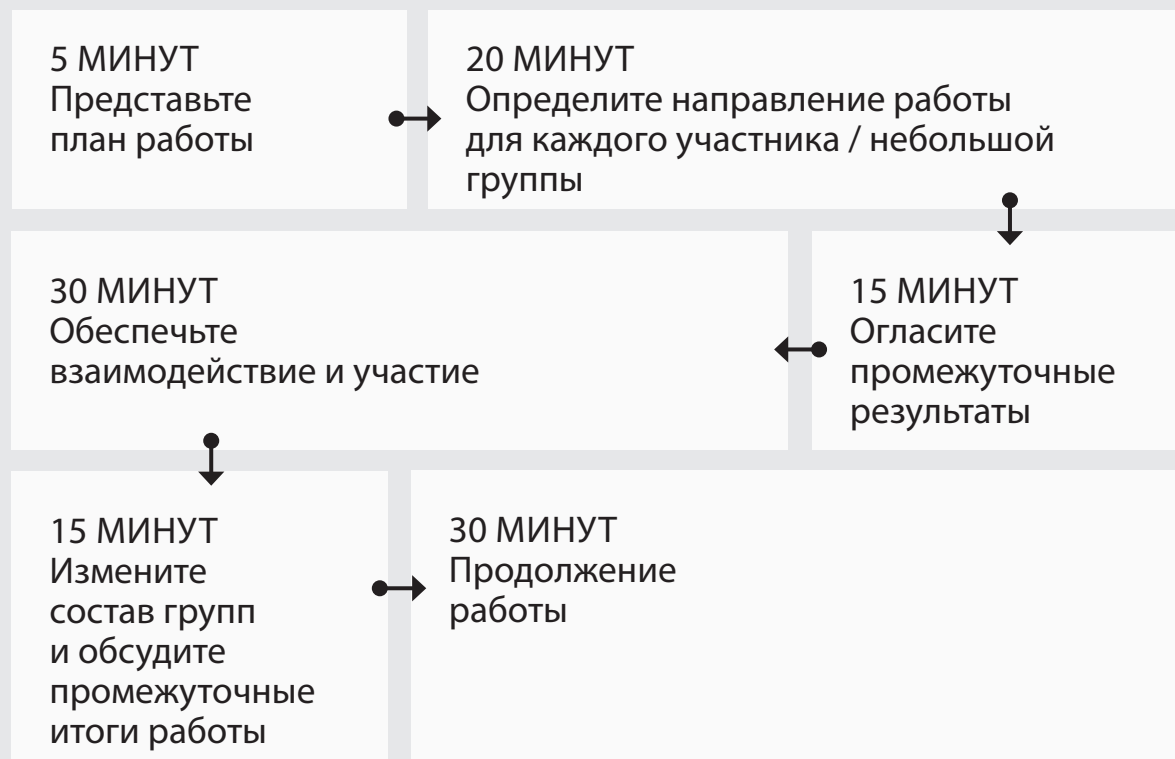 5 МИНУТ
Представьте
план работы
20 МИНУТ
Определите направление работы
для каждого участника / небольшой
группы
15 МИНУТ
Огласите
промежуточные
результаты
30 МИНУТ
Обеспечьте
взаимодействие и участие
15 МИНУТ
Измените
состав групп
и обсудите
промежуточные
итоги работы
30 МИНУТ
Продолжение
работы